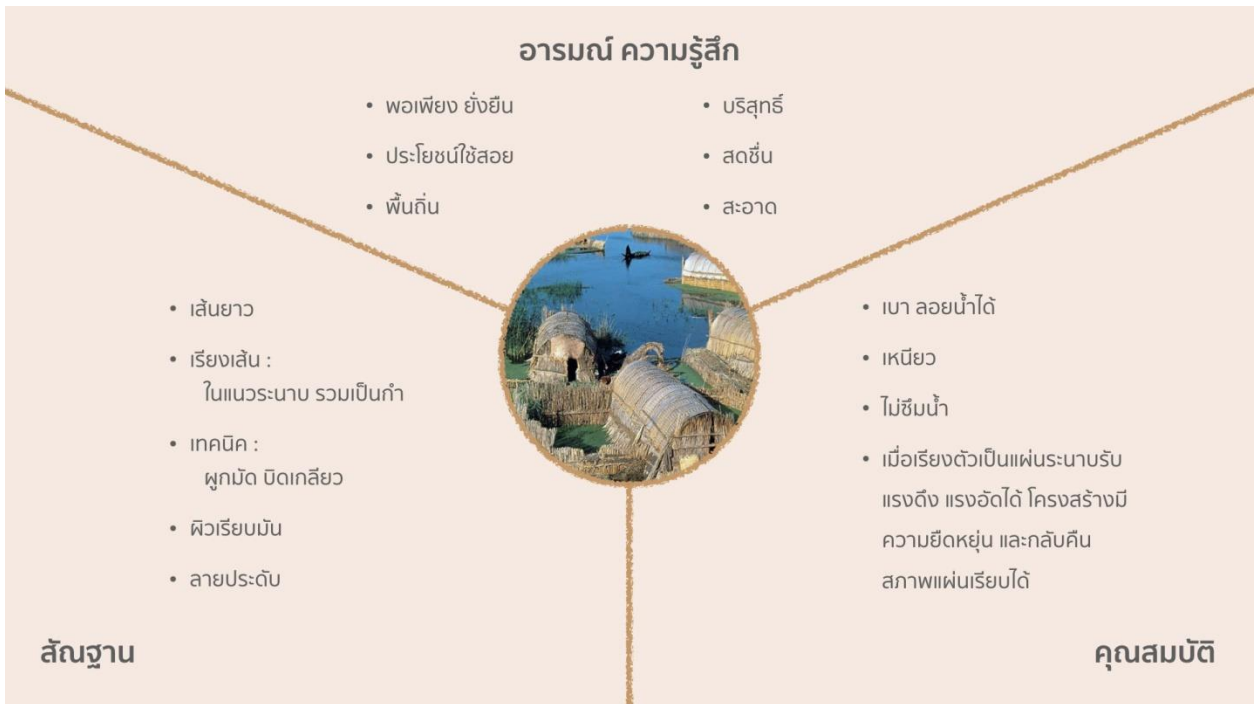 อารมณ์ ความรู้สึก
• พอเพียง ยั่งยืน
• ประโยชน์ใช้สอย
• พื้นถิ่น
• บริสุทธิ์
• สดชื่น
• สะอาด
• เส้นยาว
• เรียงเส้น :
ในแนวระนาบ รวมเป็นกำ
• เทคนิค :
ผูกมัด บิดเกลียว
• ผิวเรียบมัน
• ลายประดับ
สัณฐาน
• เบา ลอยน้ำได้
• เหนียว
• ไม่ซึมน้ำ
• เมื่อเรียงตัวเป็นแผ่นระนาบรับ
แรงดึง แรงอัดได้ โครงสร้างมี
ความยืดหยุ่น และกลับคืน
สภาพแผ่นเรียบได้
คุณสมบัติ